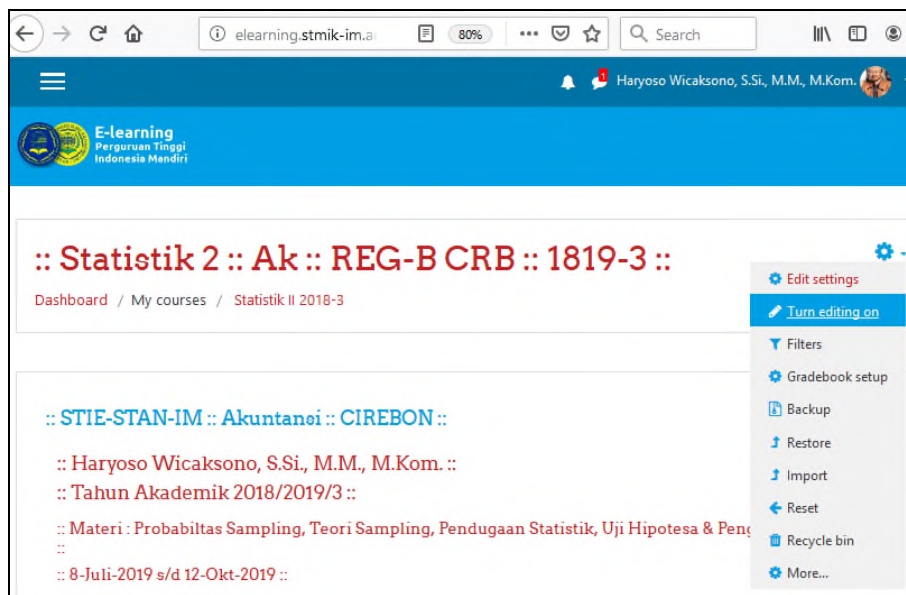 elearning.stmik-im.a
80%
Search
1
Haryoso Wicaksono, S.Si., M.M., M.Kom.
E-learning
Perguruan Tinggi
Indonesia Mandiri
:: Statistik 2 :: Ak :: REG-B CRB :: 1819-3 ::
Dashboard / My courses / Statistik II 2018-3
Edit settings
Turn editing on
Filters
Gradebook setup
Backup
Restore
Import
Reset
Recycle bin
More...
:: STIE-STAN-IM :: Akuntansi :: CIREBON ::
:: Haryoso Wicaksono, S.Si., M.M., M.Kom. ::
:: Tahun Akademik 2018/2019/3 ::
:: Materi : Probabiltas Sampling, Teori Sampling, Pendugaan Statistik, Uji Hipotesa & Peng
::
:: 8-Juli-2019 s/d 12-Okt-2019 ::